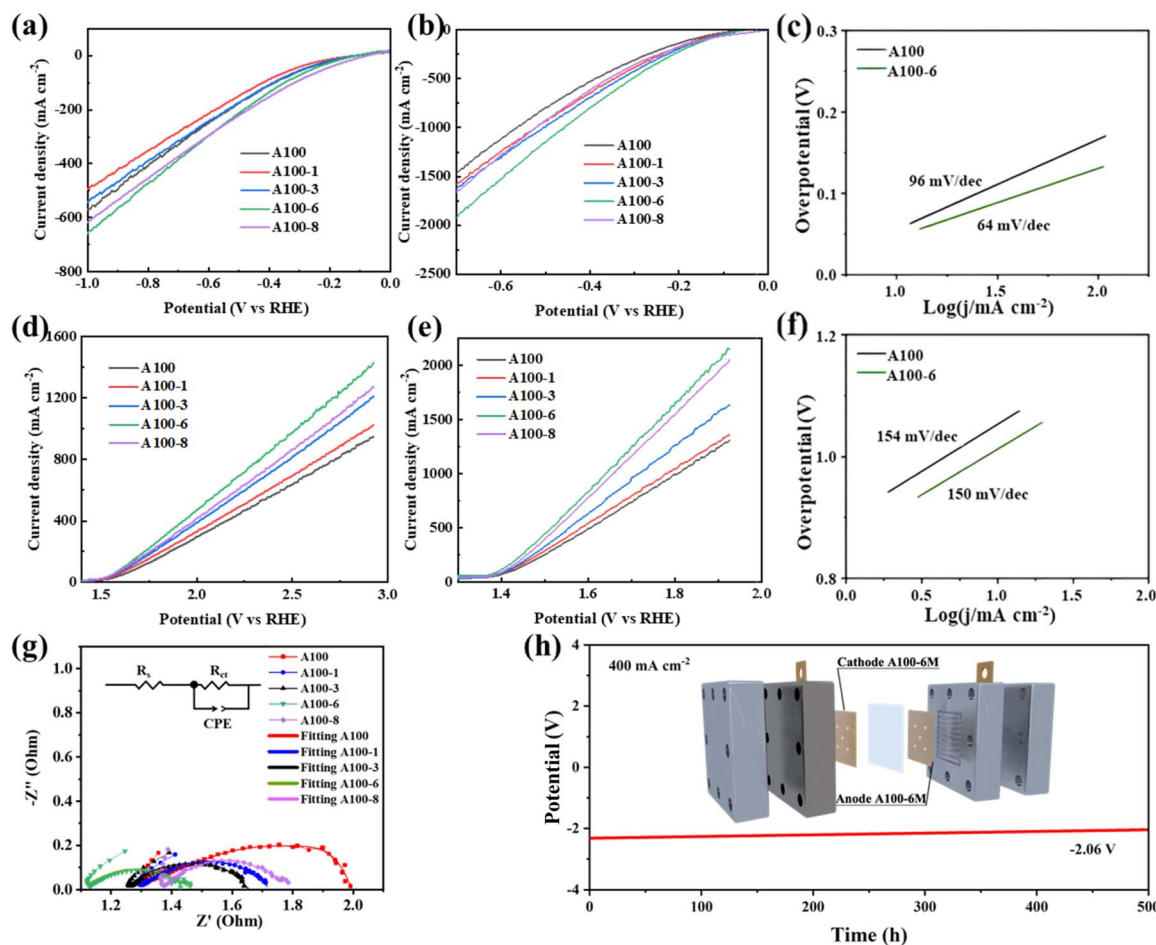 (a)
0
-200
-400
-600
-800
-1.0
-0.8
-0.6
-0.4
-0.2
0.0
Current density (mA cm⁻²)
Potential (V vs RHE)
A100
A100-1
A100-3
A100-6
A100-8
(b)
0
-500
-1000
-1500
-2000
-2500
-0.6
-0.4
-0.2
0.0
Current density (mA cm⁻²)
Potential (V vs RHE)
A100
A100-1
A100-3
A100-6
A100-8
(c)
0.3
0.2
0.1
0.0
1.0
1.5
2.0
Overpotential (V)
Log(j/mA cm⁻²)
A100
A100-6
96 mV/dec
64 mV/dec
(d)
1600
1200
800
400
0
1.5
2.0
2.5
3.0
Current density (mA cm⁻²)
Potential (V vs RHE)
A100
A100-1
A100-3
A100-6
A100-8
(e)
2000
1500
1000
500
0
1.4
1.6
1.8
2.0
Current density (mA cm⁻²)
Potential (V vs RHE)
A100
A100-1
A100-3
A100-6
A100-8
(f)
1.2
1.0
0.8
0.0
0.5
1.0
1.5
2.0
Overpotential (V)
Log(j/mA cm⁻²)
A100
A100-6
154 mV/dec
150 mV/dec
(g)
1.0
0.8
0.6
0.4
0.2
0.0
1.2
1.4
1.6
1.8
2.0
-Z'' (Ohm)
Z' (Ohm)
Rs
Rct
CPE
A100
A100-1
A100-3
A100-6
A100-8
Fitting A100
Fitting A100-1
Fitting A100-3
Fitting A100-6
Fitting A100-8
(h)
4
2
0
-2
-4
0
100
200
300
400
500
Potential (V)
Time (h)
400 mA cm⁻²
Cathode A100-6M
Anode A100-6M
-2.06 V